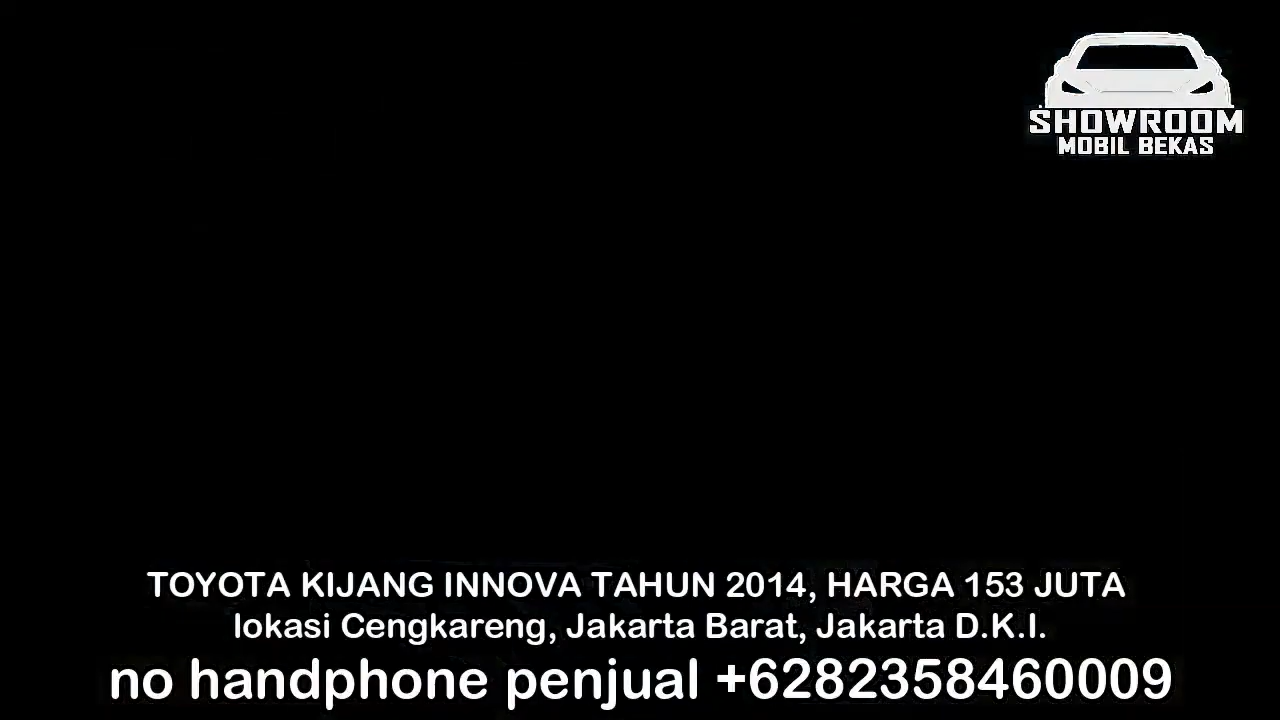 SHOWROOM
MOBIL BEKAS
TOYOTA KIJANG INNOVA TAHUN 2014, HARGA 153 JUTA
lokasi Cengkareng, Jakarta Barat, Jakarta D.K.I.
no handphone penjual +6282358460009